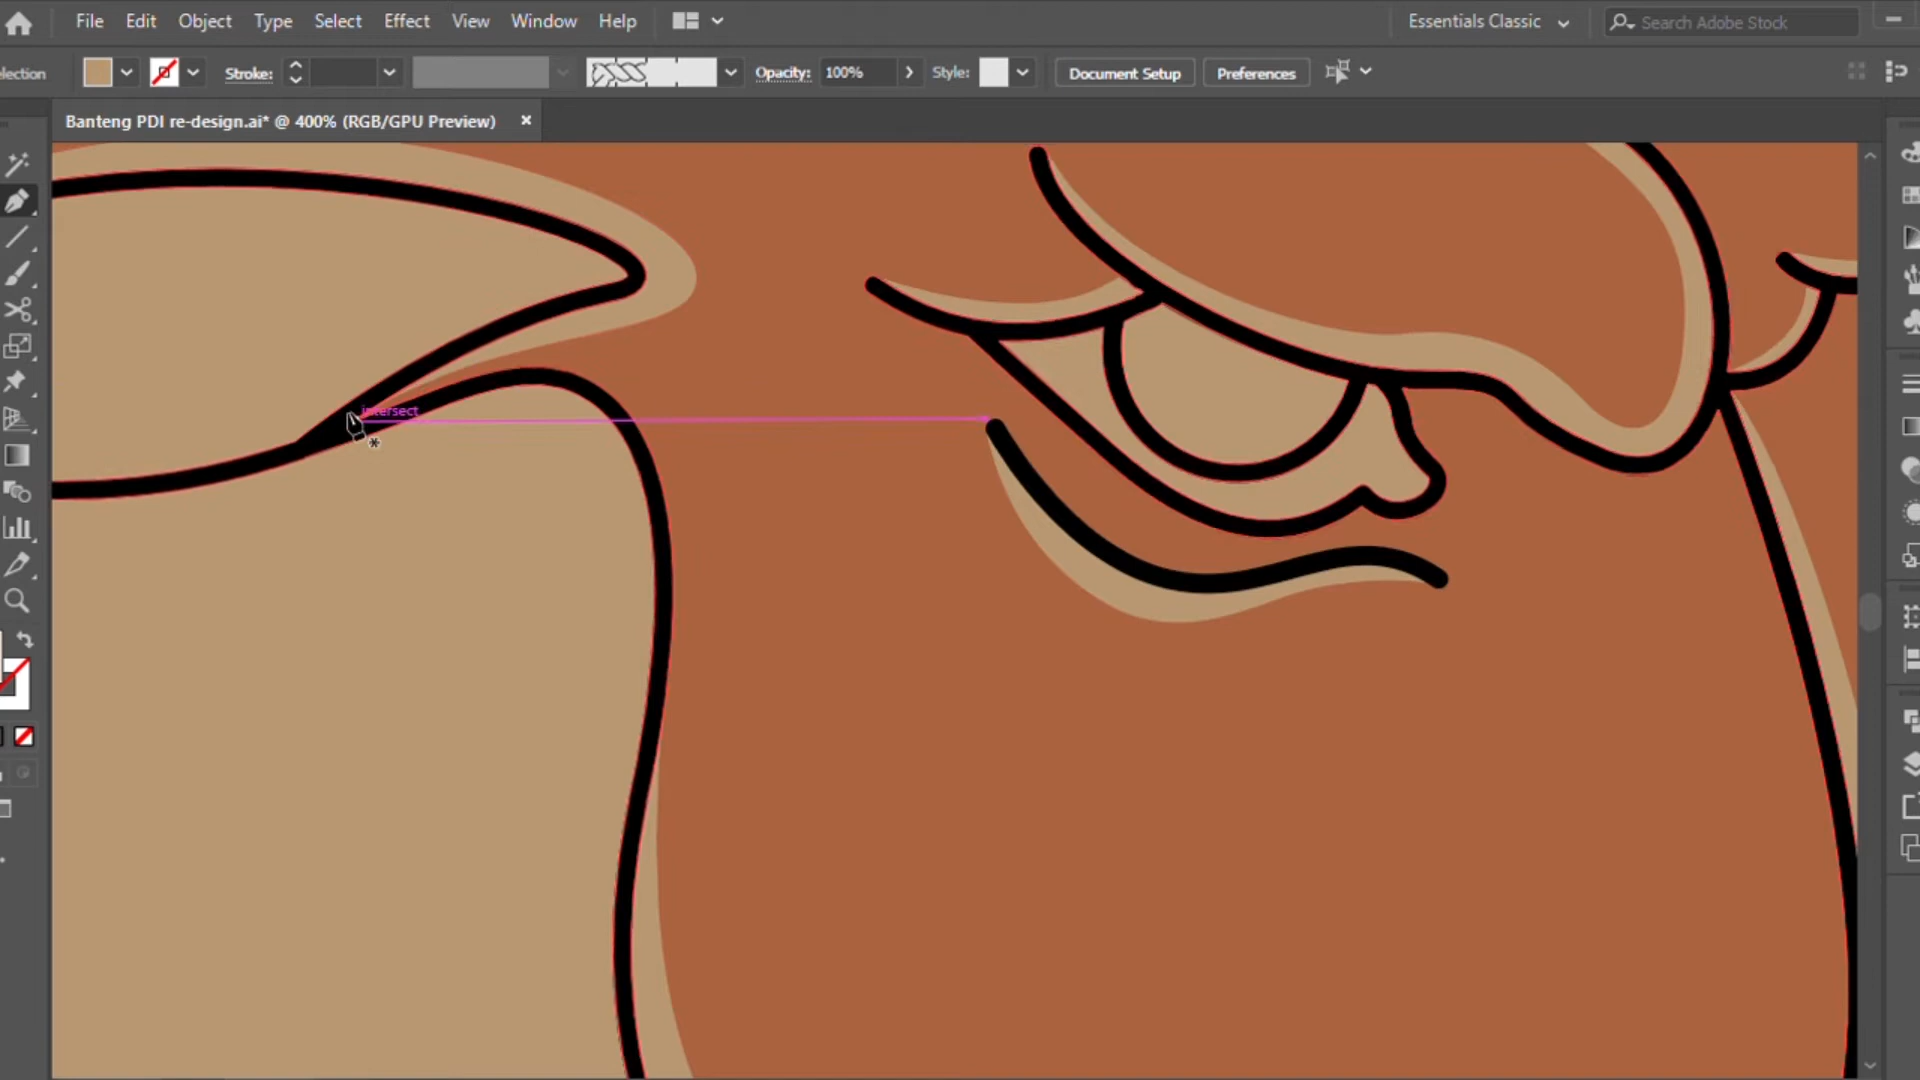 File Edit Object Type Select Effect View Window Help Essentials Classic Search Adobe Stock
election Stroke: Opacity: 100% Style: Document Setup Preferences
Banteng PDI re-design.ai* @ 400% (RGB/GPU Preview) ×
intersect